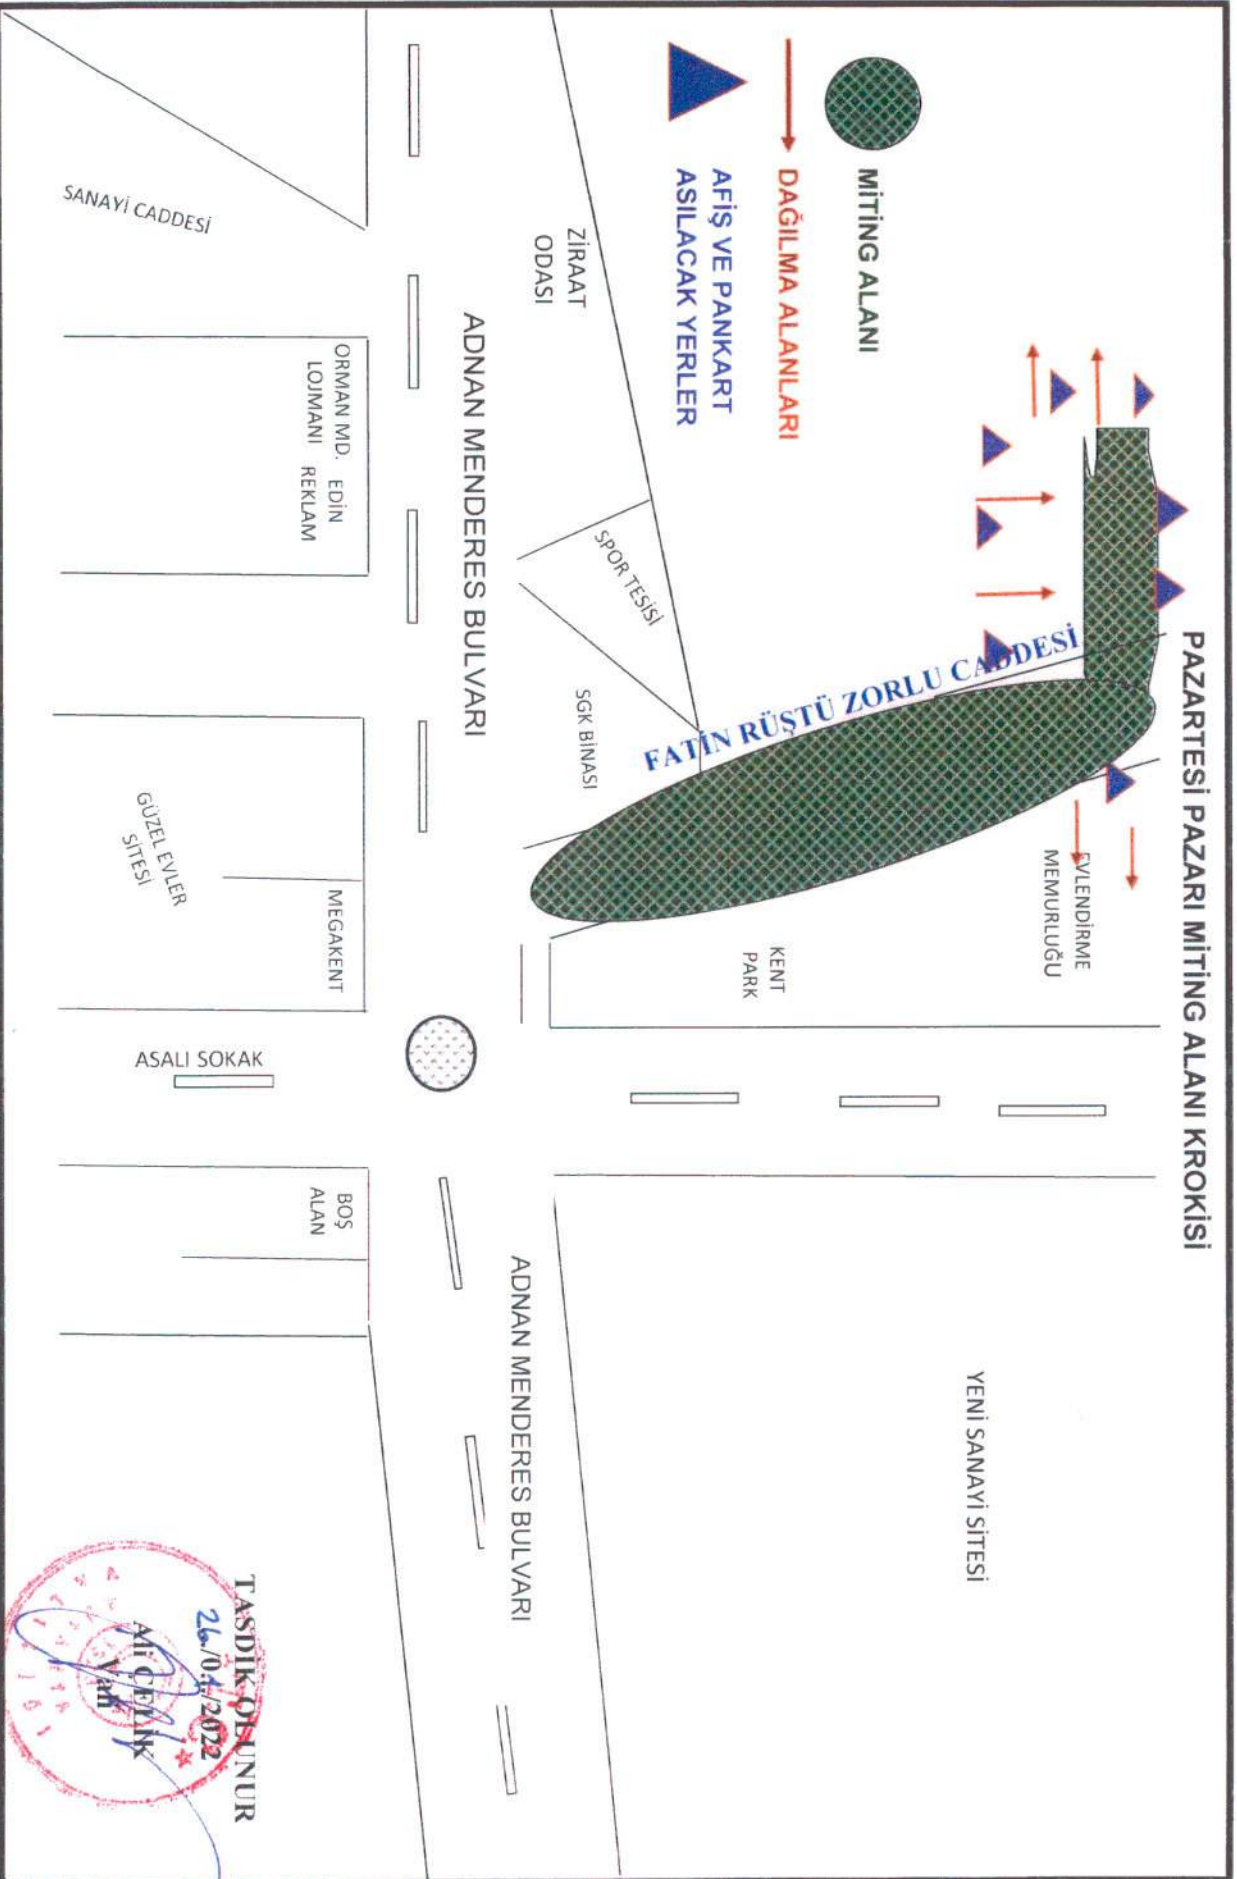 PAZARTESİ PAZARI MİTİNG ALANI KROKİSİ
MİTİNG ALANI
DAĞILMA ALANLARI
AFİŞ VE PANKART
ASILACAK YERLER
FATİN RÜŞTÜ ZORLU CADDESİ
EVLENDİRME
MEMURLUĞU
YENİ SANAYİ SİTESİ
KENT
PARK
ZİRAAT
ODASI
SPOR TESİSİ
SGK BİNASI
ADNAN MENDERES BULVARI
ADNAN MENDERES BULVARI
SANAYİ CADDESİ
ORMAN MD. EDİN
LOJMANI REKLAM
GÜZEL EVLER
SİTESİ
MEGAKENT
ASALI SOKAK
BOŞ
ALAN
TASDİK OLUNUR
Ali ÇELİK
Vali